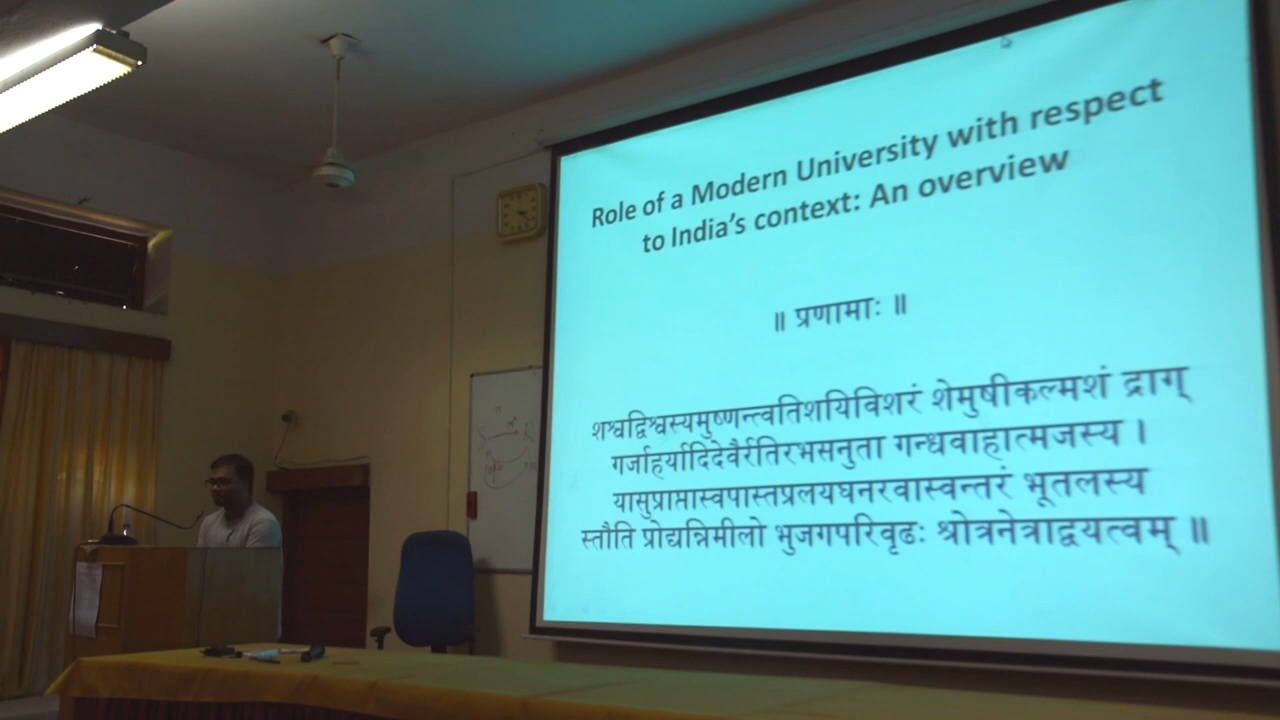 Role of a Modern University with respect
to India's context: An overview
॥ प्रणामाः ॥
शश्वद्विश्वस्यमुष्णन्त्वतिशयिविशरं शेमुषीकल्मशं द्राग्
गर्जाहर्यादिदेवैर्रतिरभसनुता गन्धवाहात्मजस्य ।
यासुप्राप्तास्वपास्तप्रलयघनरवास्वन्तरं भूतलस्य
स्तौति प्रोद्यन्निमीलो भुजगपरिवृढः श्रोत्रनेत्राद्वयत्वम् ॥